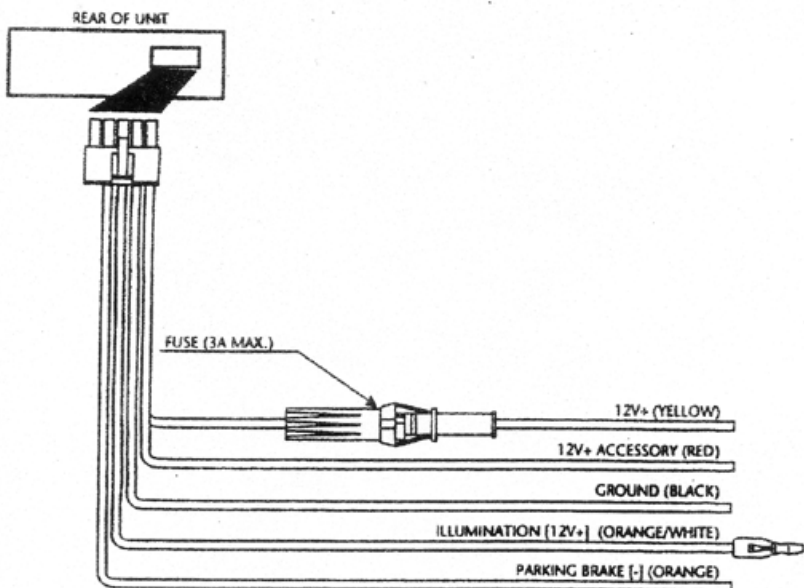 REAR OF UNIT
FUSE (3A MAX.)
12V+ (YELLOW)
12V+ ACCESSORY (RED)
GROUND (BLACK)
ILLUMINATION [12V+] (ORANGE/WHITE)
PARKING BRAKE [-] (ORANGE)